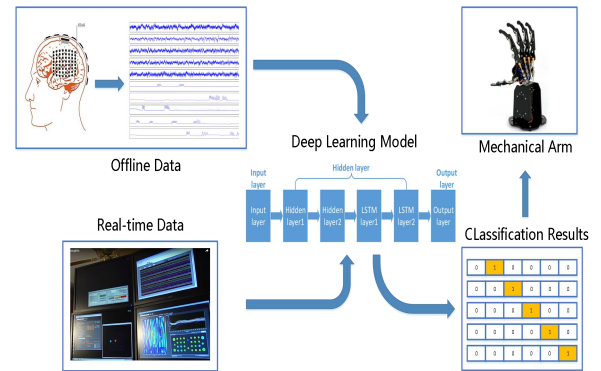 Offline Data
Real-time Data
Deep Learning Model
Hidden layer
Input layer
Output layer
Input layer
Hidden layer1
Hidden layer2
LSTM layer1
LSTM layer2
Output layer
Mechanical Arm
CLassification Results
0 1 0 0 0 0
0 0 1 0 0 0
0 0 0 1 0 0
0 0 0 0 1 0
0 0 0 0 0 1